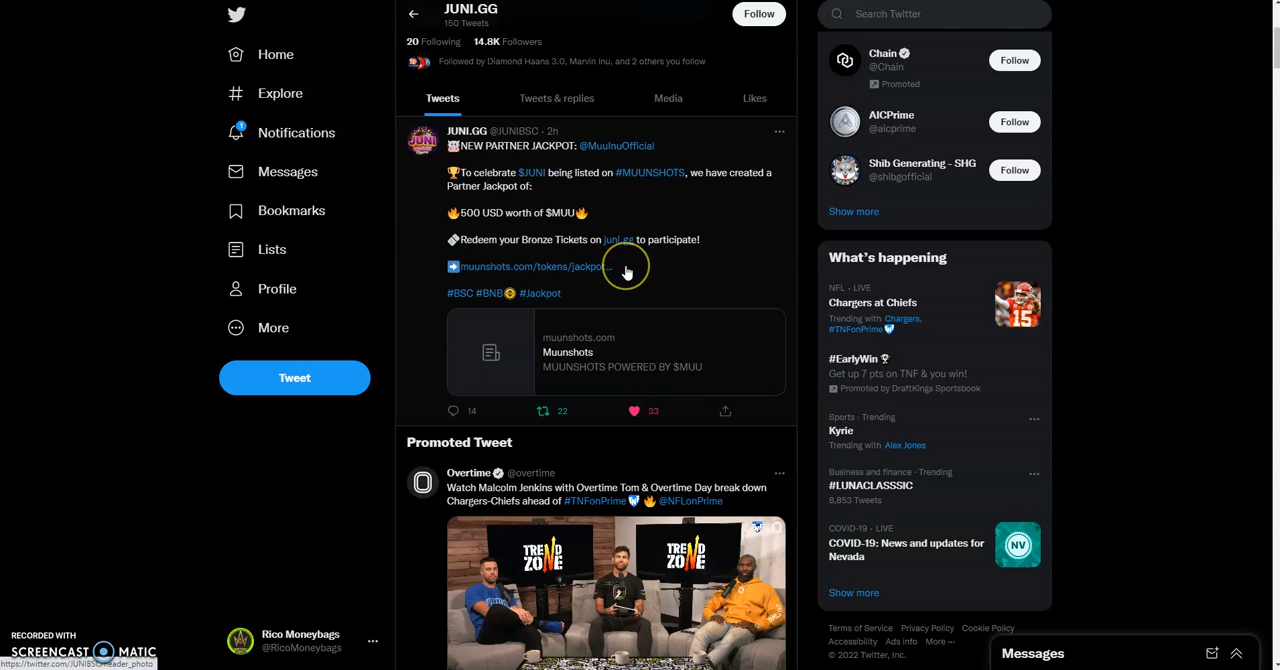 Home
Explore
1
Notifications
Messages
Bookmarks
Lists
Profile
More
Tweet
Rico Moneybags
@RicoMoneybags
RECORDED WITH
SCREENCAST MATIC
JUNI.GG
150 Tweets
Follow
20 Following 14.8K Followers
Followed by Diamond Haans 3.0, Marvin Inu, and 2 others you follow
Tweets Tweets & replies Media Likes
JUNI
JUNI.GG @JUNIBSC · 2h
NEW PARTNER JACKPOT: @MuuInuOfficial
🏆To celebrate $JUNI being listed on #MUUNSHOTS, we have created a
Partner Jackpot of:
🔥500 USD worth of $MUU🔥
Redeem your Bronze Tickets on juni.gg to participate!
➡️muunshots.com/tokens/jackpot…
#BSC #BNB #Jackpot
muunshots.com
Muunshots
MUUNSHOTS POWERED BY $MUU
14 22 33
Promoted Tweet
Overtime @overtime
Watch Malcolm Jenkins with Overtime Tom & Overtime Day break down
Chargers-Chiefs ahead of #TNFonPrime 🔥 @NFLonPrime
TREND
ZONE
TREND
ZONE
Search Twitter
Chain
@Chain
Promoted
Follow
AICPrime
@aicprime
Follow
Shib Generating - SHG
@shibgofficial
Follow
Show more
What's happening
NFL · LIVE
Chargers at Chiefs
Trending with Chargers,
#TNFonPrime
15
#EarlyWin 🏆
Get up 7 pts on TNF & you win!
Promoted by DraftKings Sportsbook
Sports · Trending
Kyrie
Trending with Alex Jones
Business and finance · Trending
#LUNACLASSSIC
8,853 Tweets
COVID-19 · LIVE
COVID-19: News and updates for
Nevada
NV
Show more
Terms of Service Privacy Policy Cookie Policy
Accessibility Ads info More ···
© 2022 Twitter, Inc.
Messages